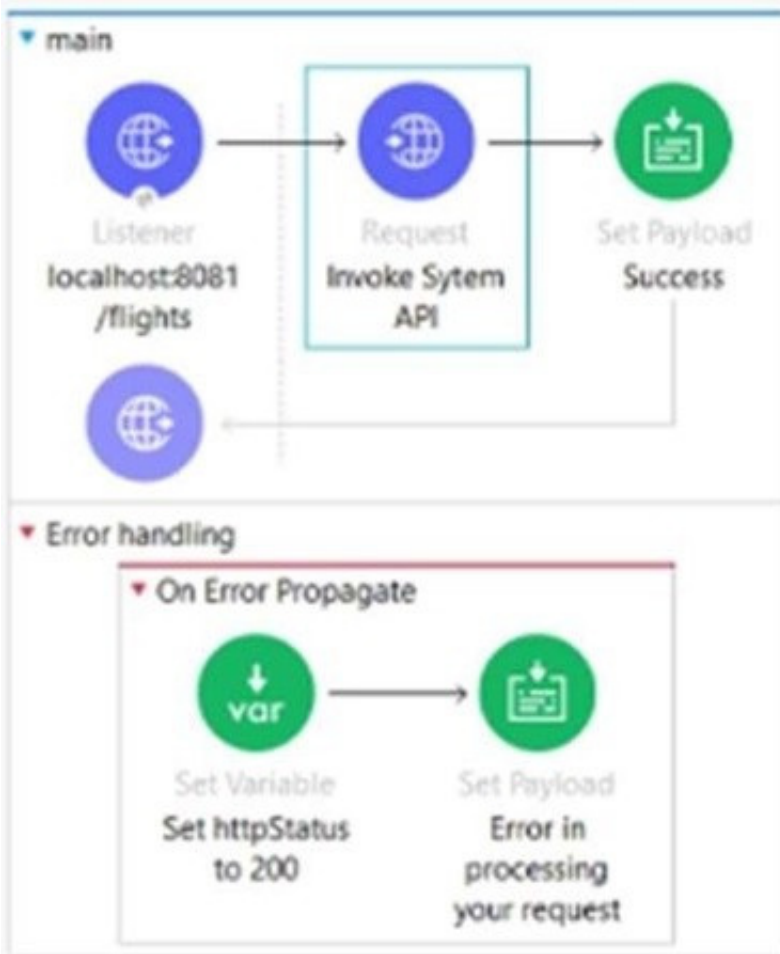 main
Listener
localhost:8081
/flights
Request
Invoke Sytem
API
Set Payload
Success
Error handling
On Error Propagate
var
Set Variable
Set httpStatus
to 200
Set Payload
Error in
processing
your request